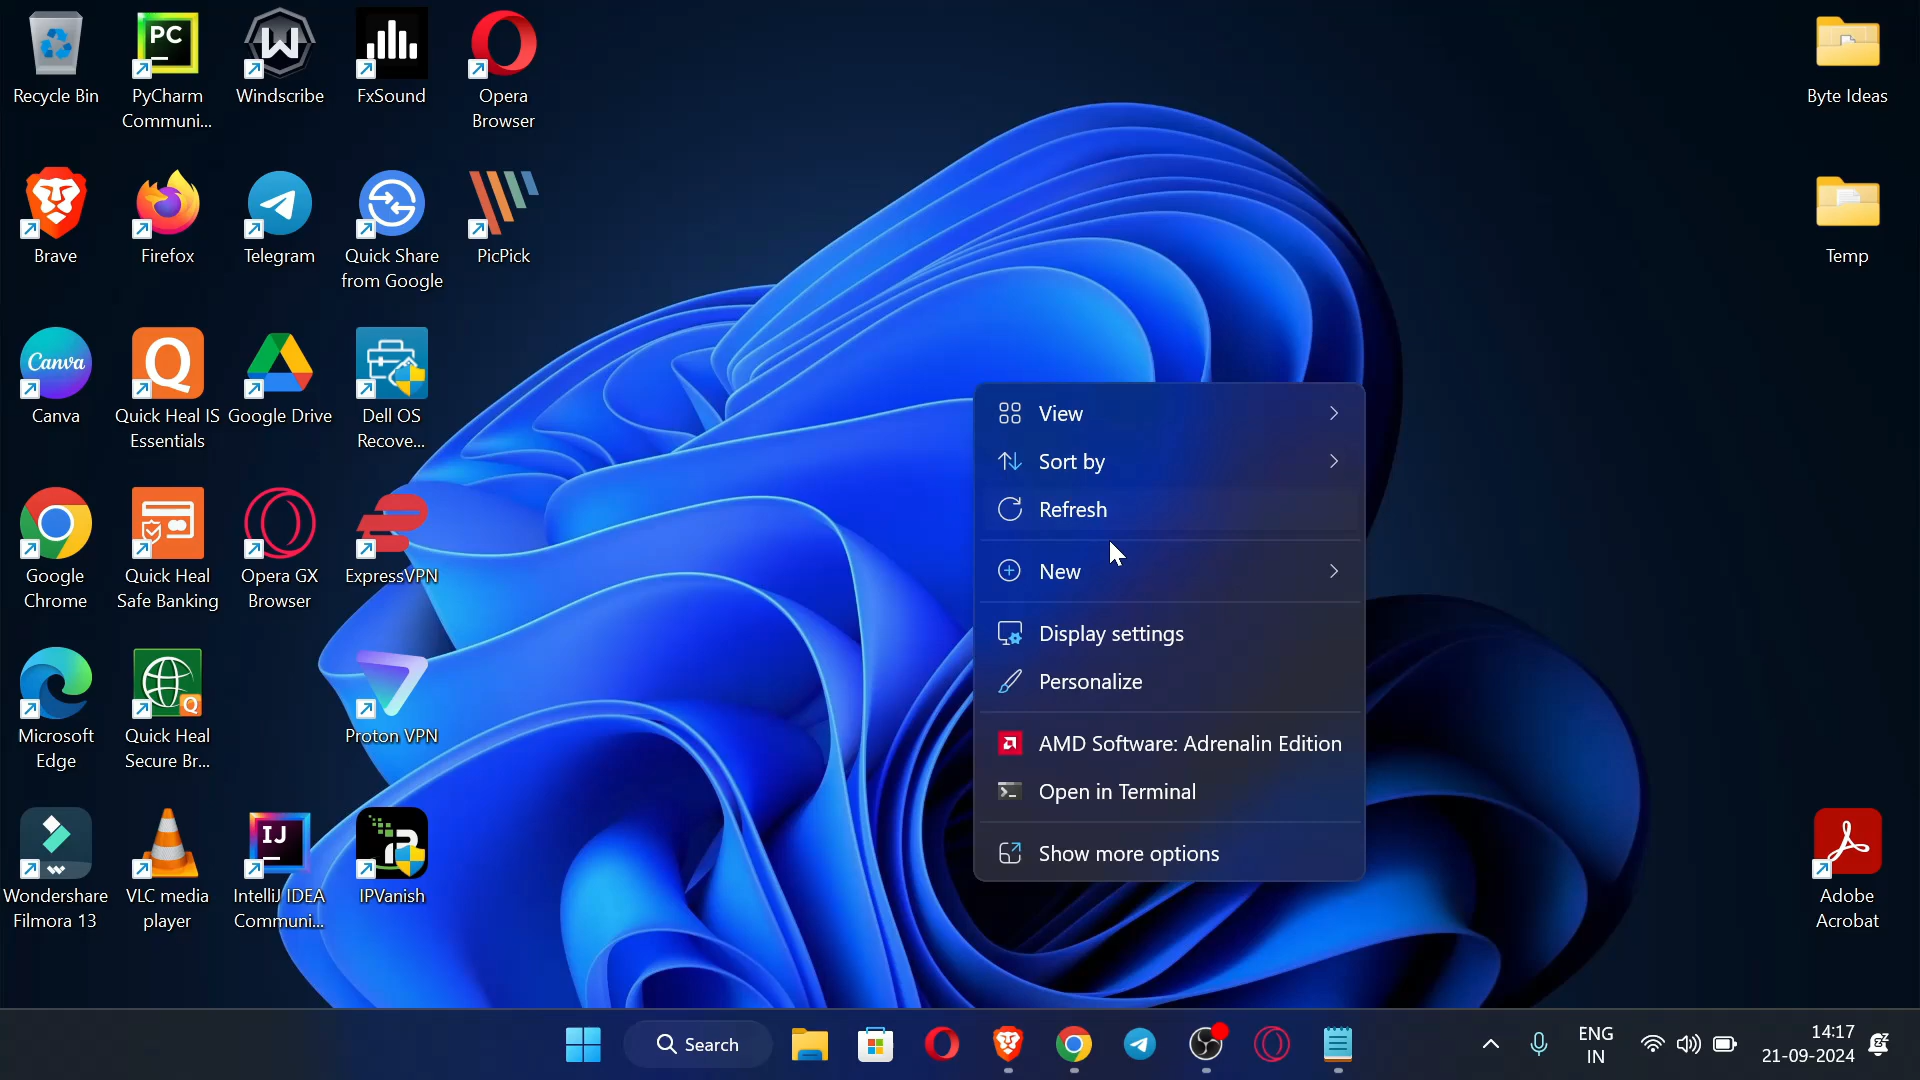 Recycle Bin
PC
PyCharm
Communi...
Windscribe
FxSound
Opera
Browser
Byte Ideas
Brave
Firefox
Telegram
Quick Share
from Google
PicPick
Temp
Canva
Canva
Quick Heal IS
Essentials
Google Drive
Dell OS
Recove...
Google
Chrome
Quick Heal
Safe Banking
Opera GX
Browser
ExpressVPN
Microsoft
Edge
Quick Heal
Secure Br...
Proton VPN
Wondershare
Filmora 13
VLC media
player
IJ
IntelliJ IDEA
Communi...
IP
IPVanish
Adobe
Acrobat
View
Sort by
Refresh
New
Display settings
Personalize
AMD Software: Adrenalin Edition
Open in Terminal
Show more options
Search
ENG
IN
14:17
21-09-2024